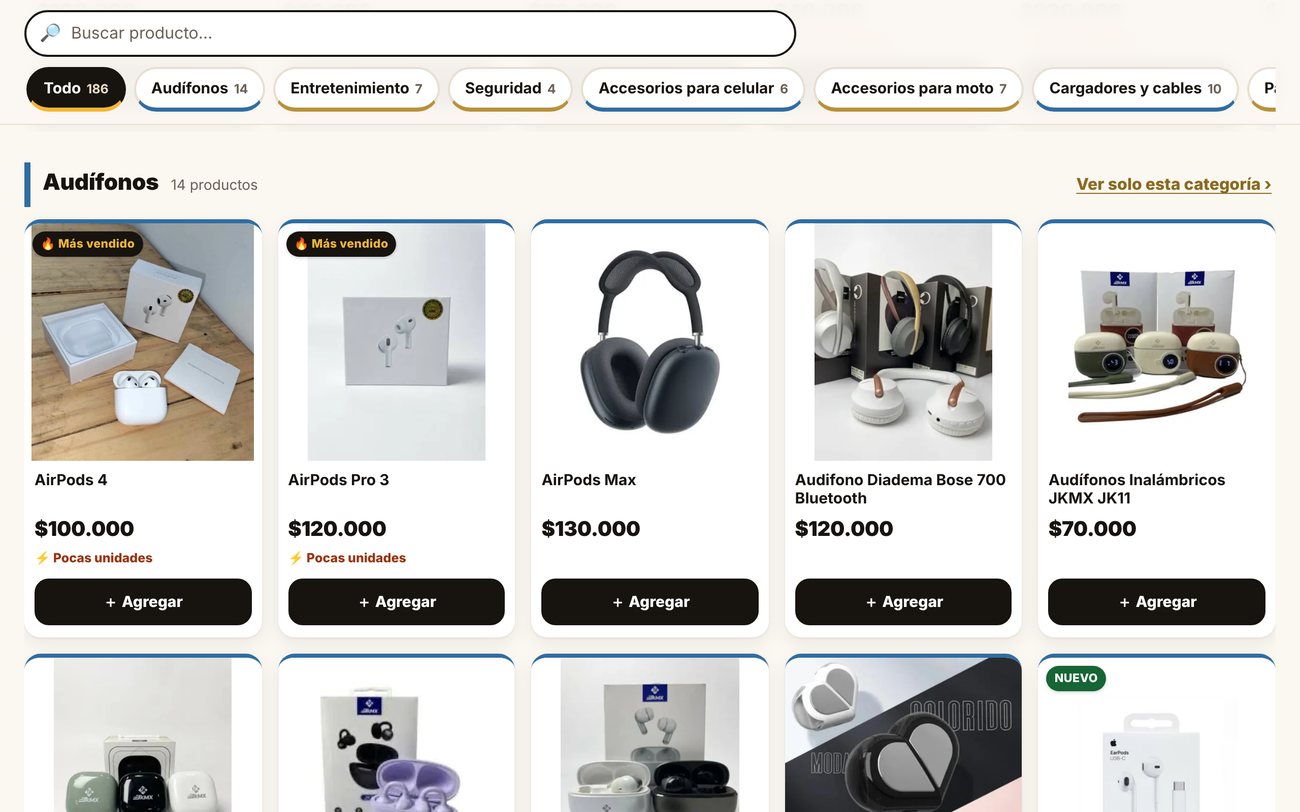 🔎 Buscar producto...
Todo 186
Audífonos 14
Entretenimiento 7
Seguridad 4
Accesorios para celular 6
Accesorios para moto 7
Cargadores y cables 10
Audífonos 14 productos
Ver solo esta categoría ›
🔥 Más vendido
🔥 Más vendido
AirPods 4
AirPods Pro 3
AirPods Max
Audifono Diadema Bose 700
Bluetooth
Audífonos Inalámbricos
JKMX JK11
$100.000
$120.000
$130.000
$120.000
$70.000
⚡ Pocas unidades
⚡ Pocas unidades
+ Agregar
+ Agregar
+ Agregar
+ Agregar
+ Agregar
COLORIDO
NUEVO
EarPods
USB-C